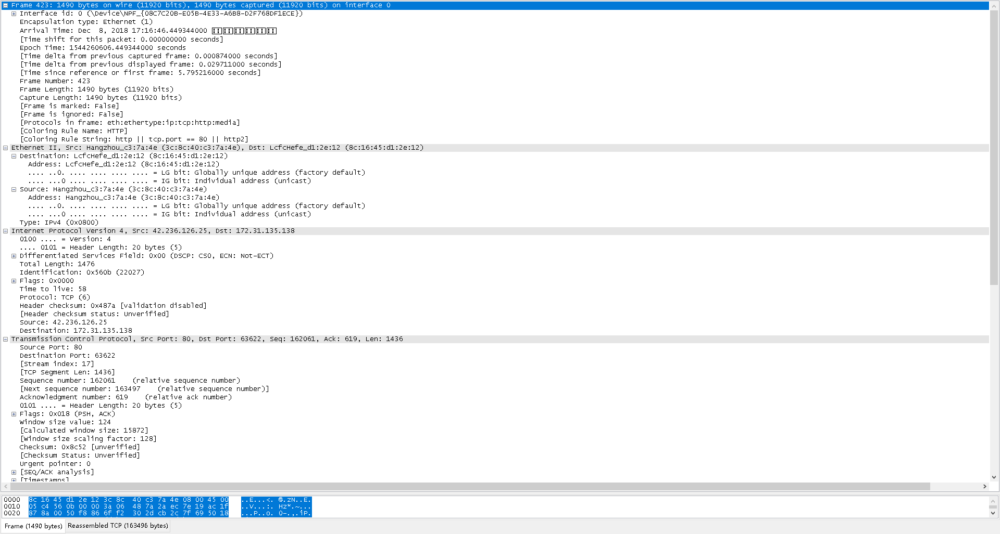 Frame 423: 1490 bytes on wire (11920 bits), 1490 bytes captured (11920 bits) on interface 0
Interface id: 0 (\Device\NPF_{08C7C20B-E05B-4E33-A6B8-D2F768DF1ECE})
Encapsulation type: Ethernet (1)
Arrival Time: Dec  8, 2018 17:16:46.449344000
[Time shift for this packet: 0.000000000 seconds]
Epoch Time: 1544260606.449344000 seconds
[Time delta from previous captured frame: 0.000874000 seconds]
[Time delta from previous displayed frame: 0.029711000 seconds]
[Time since reference or first frame: 5.795216000 seconds]
Frame Number: 423
Frame Length: 1490 bytes (11920 bits)
Capture Length: 1490 bytes (11920 bits)
[Frame is marked: False]
[Frame is ignored: False]
[Protocols in frame: eth:ethertype:ip:tcp:http:media]
[Coloring Rule Name: HTTP]
[Coloring Rule String: http || tcp.port == 80 || http2]
Ethernet II, Src: Hangzhou_c3:7a:4e (3c:8c:40:c3:7a:4e), Dst: LcfcHefe_d1:2e:12 (8c:16:45:d1:2e:12)
Destination: LcfcHefe_d1:2e:12 (8c:16:45:d1:2e:12)
Address: LcfcHefe_d1:2e:12 (8c:16:45:d1:2e:12)
.... ..0. .... .... .... .... = LG bit: Globally unique address (factory default)
.... ...0 .... .... .... .... = IG bit: Individual address (unicast)
Source: Hangzhou_c3:7a:4e (3c:8c:40:c3:7a:4e)
Address: Hangzhou_c3:7a:4e (3c:8c:40:c3:7a:4e)
.... ..0. .... .... .... .... = LG bit: Globally unique address (factory default)
.... ...0 .... .... .... .... = IG bit: Individual address (unicast)
Type: IPv4 (0x0800)
Internet Protocol Version 4, Src: 42.236.126.25, Dst: 172.31.135.138
0100 .... = Version: 4
.... 0101 = Header Length: 20 bytes (5)
Differentiated Services Field: 0x00 (DSCP: CS0, ECN: Not-ECT)
Total Length: 1476
Identification: 0x560b (22027)
Flags: 0x0000
Time to live: 58
Protocol: TCP (6)
Header checksum: 0x487a [validation disabled]
[Header checksum status: Unverified]
Source: 42.236.126.25
Destination: 172.31.135.138
Transmission Control Protocol, Src Port: 80, Dst Port: 63622, Seq: 162061, Ack: 619, Len: 1436
Source Port: 80
Destination Port: 63622
[Stream index: 17]
[TCP Segment Len: 1436]
Sequence number: 162061    (relative sequence number)
[Next sequence number: 163497    (relative sequence number)]
Acknowledgment number: 619    (relative ack number)
0101 .... = Header Length: 20 bytes (5)
Flags: 0x018 (PSH, ACK)
Window size value: 124
[Calculated window size: 15872]
[Window size scaling factor: 128]
Checksum: 0x8c52 [unverified]
[Checksum Status: Unverified]
Urgent pointer: 0
[SEQ/ACK analysis]
[Timestamps]
0000  8c 16 45 d1 2e 12 3c 8c  40 c3 7a 4e 08 00 45 00   ..E...<. @.zN..E.
0010  05 c4 56 0b 00 00 3a 06  48 7a 2a ec 7e 19 ac 1f   ..V...:. Hz*.~...
0020  87 8a 00 50 f8 86 6f f2  30 2d cb 2c 7f 69 50 18   ...P..o. 0-.,.iP.
Frame (1490 bytes)  Reassembled TCP (163496 bytes)